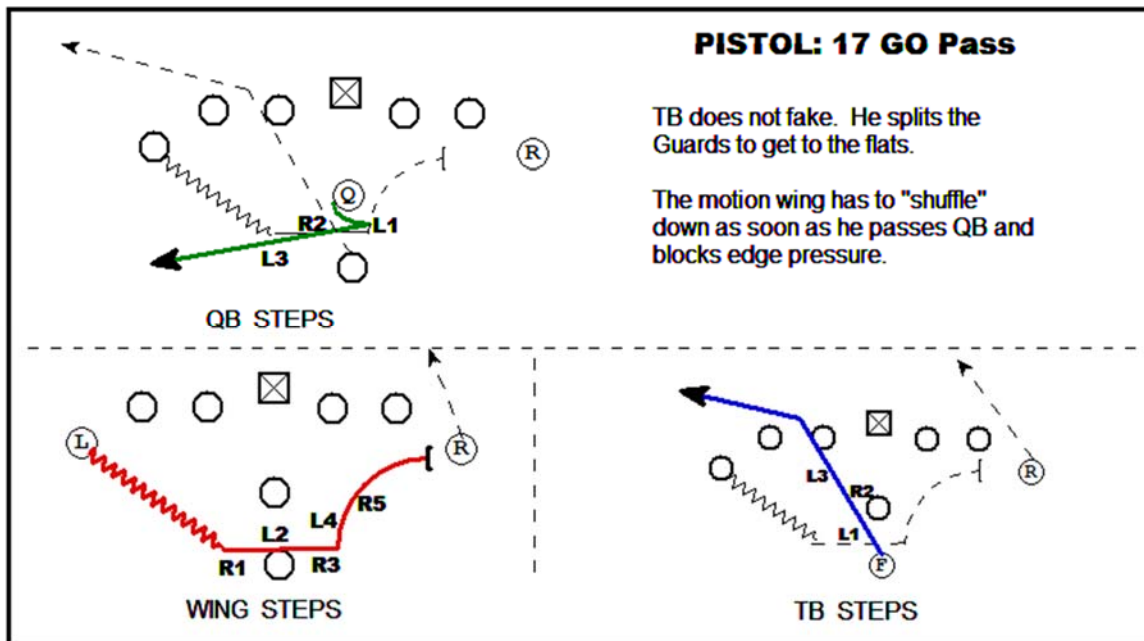 PISTOL: 17 GO Pass
TB does not fake.  He splits the
Guards to get to the flats.
The motion wing has to "shuffle"
down as soon as he passes QB and
blocks edge pressure.
R
Q
R2
L1
L3
QB STEPS
L
R
R5
L4
L2
R1
R3
WING STEPS
R
L3
R2
L1
F
TB STEPS